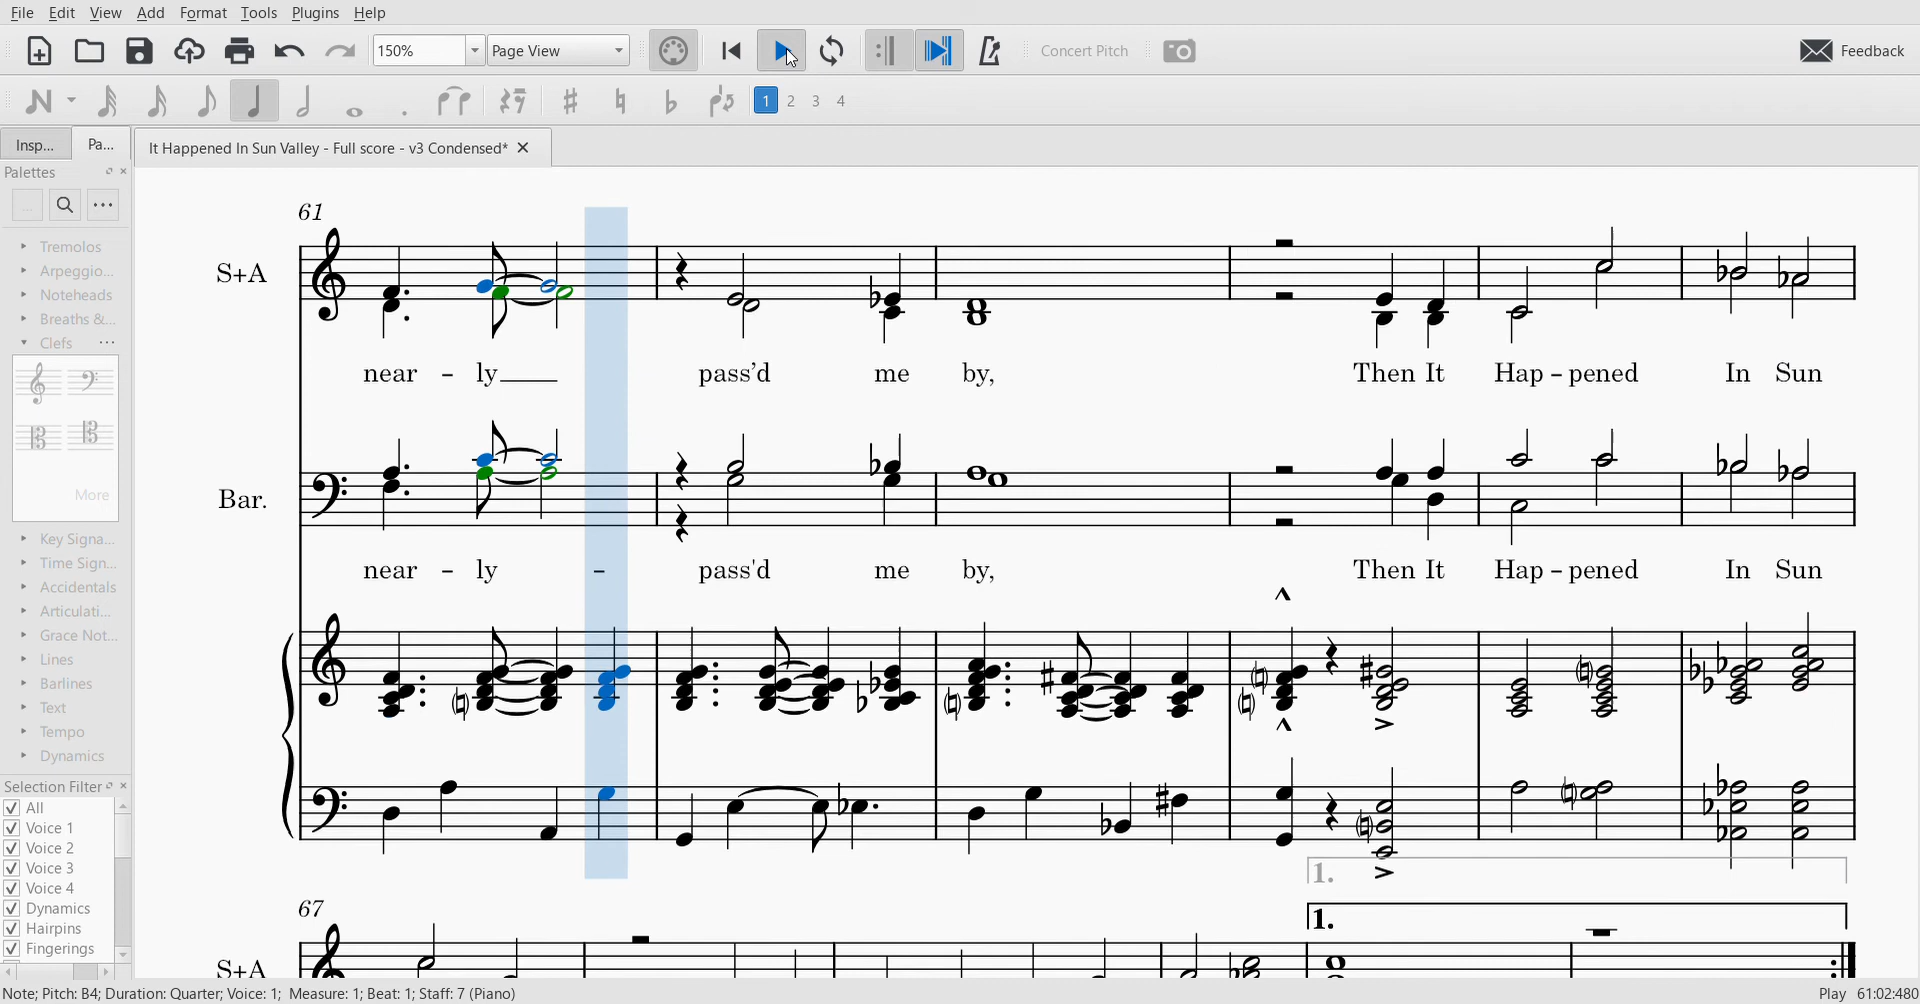 File Edit View Add Format Tools Plugins Help
150% Page View Concert Pitch Feedback
1 2 3 4
Insp... Pa... It Happened In Sun Valley - Full score - v3 Condensed*
Palettes
...
Tremolos
Arpeggio...
Noteheads
Breaths &...
Clefs
More
Key Signa...
Time Sign...
Accidentals
Articulati...
Grace Not...
Lines
Barlines
Text
Tempo
Dynamics
Selection Filter
All
Voice 1
Voice 2
Voice 3
Voice 4
Dynamics
Hairpins
Fingerings
61
S+A
near - ly pass'd me by, Then It Hap - pened In Sun
Bar.
near - ly - pass'd me by, Then It Hap - pened In Sun
1.
67
1.
S+A
Note; Pitch: B4; Duration: Quarter; Voice: 1; Measure: 1; Beat: 1; Staff: 7 (Piano) Play 61:02:480